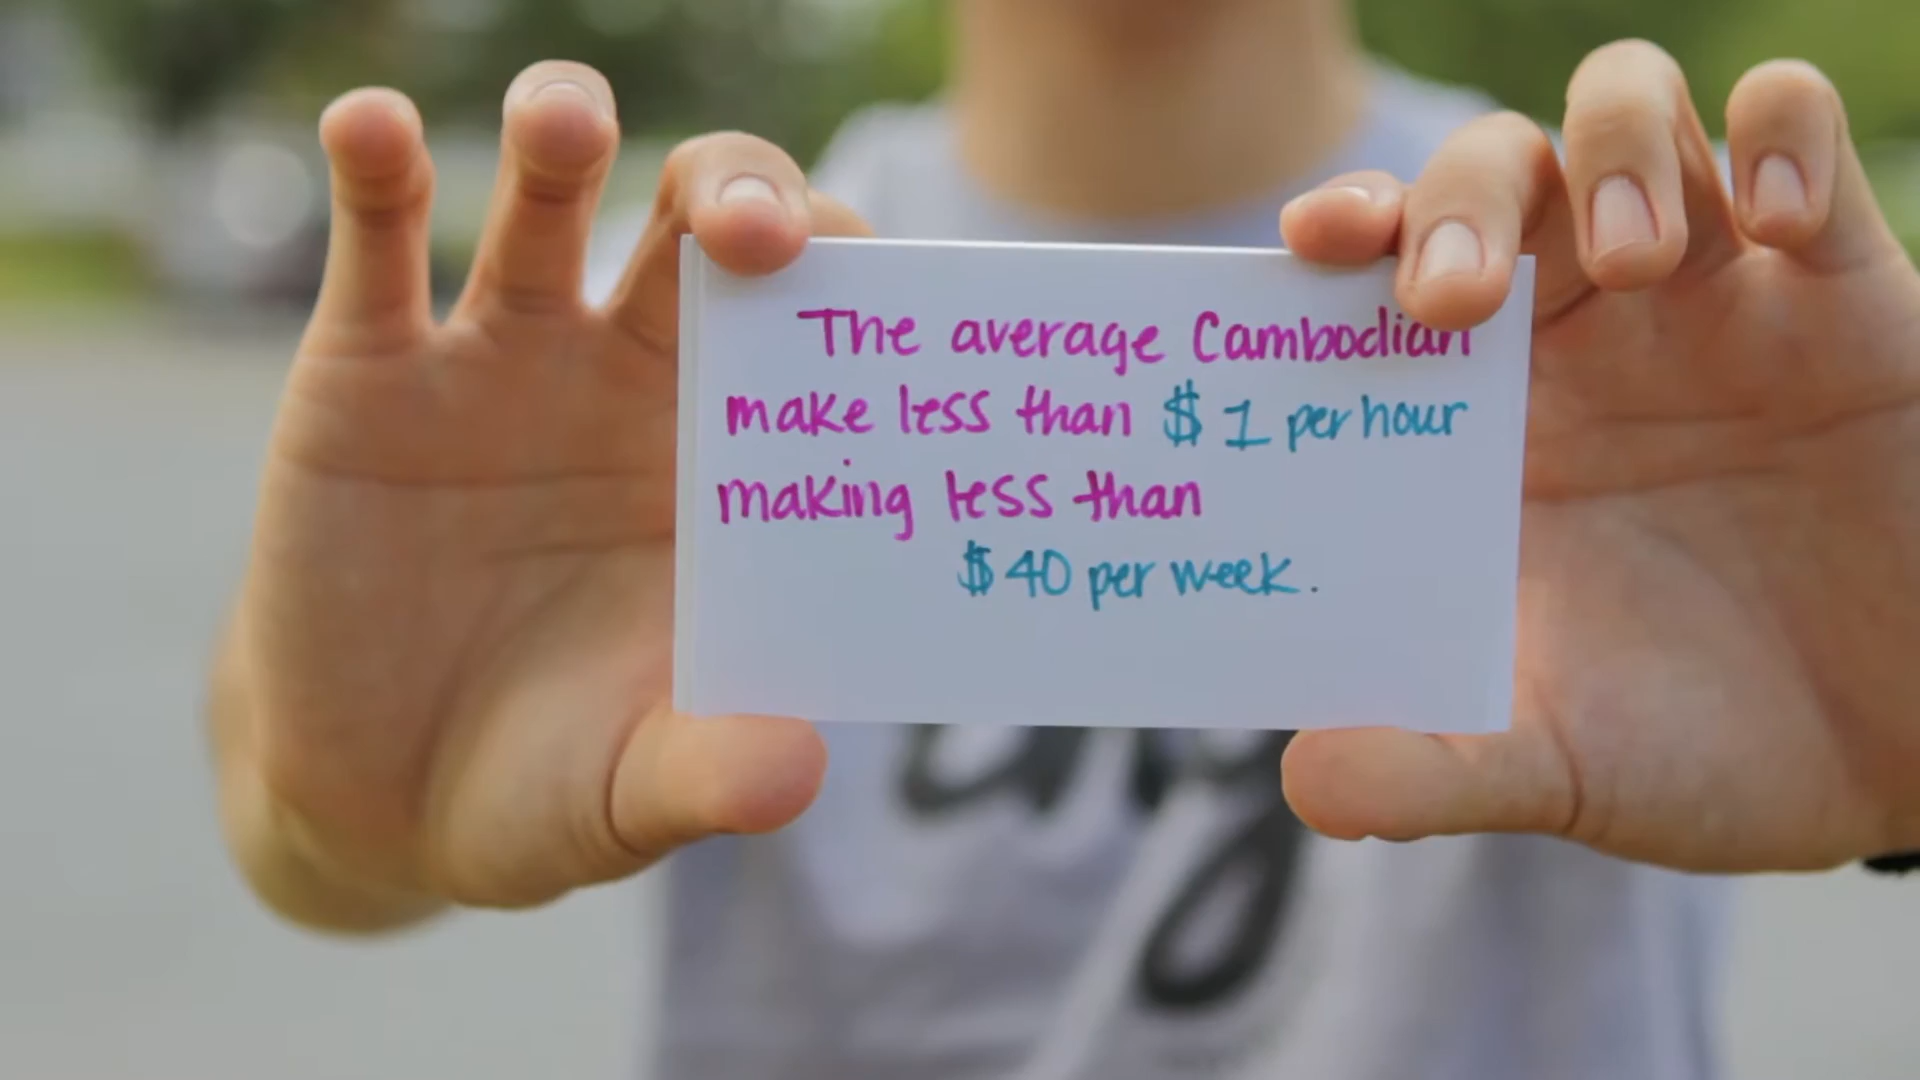 The average Cambodian
make less than $1 per hour
making less than
$40 per week.